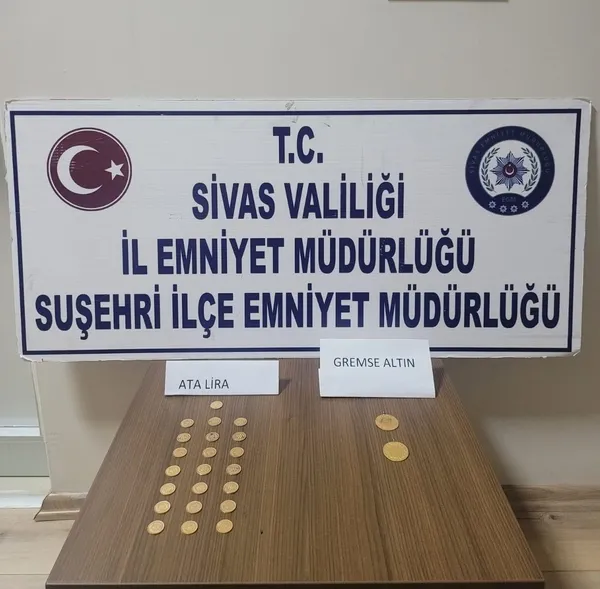 T.C.
SİVAS VALİLİĞİ
İL EMNİYET MÜDÜRLÜĞÜ
SUŞEHRİ İLÇE EMNİYET MÜDÜRLÜĞÜ
ATA LİRA
GREMSE ALTIN